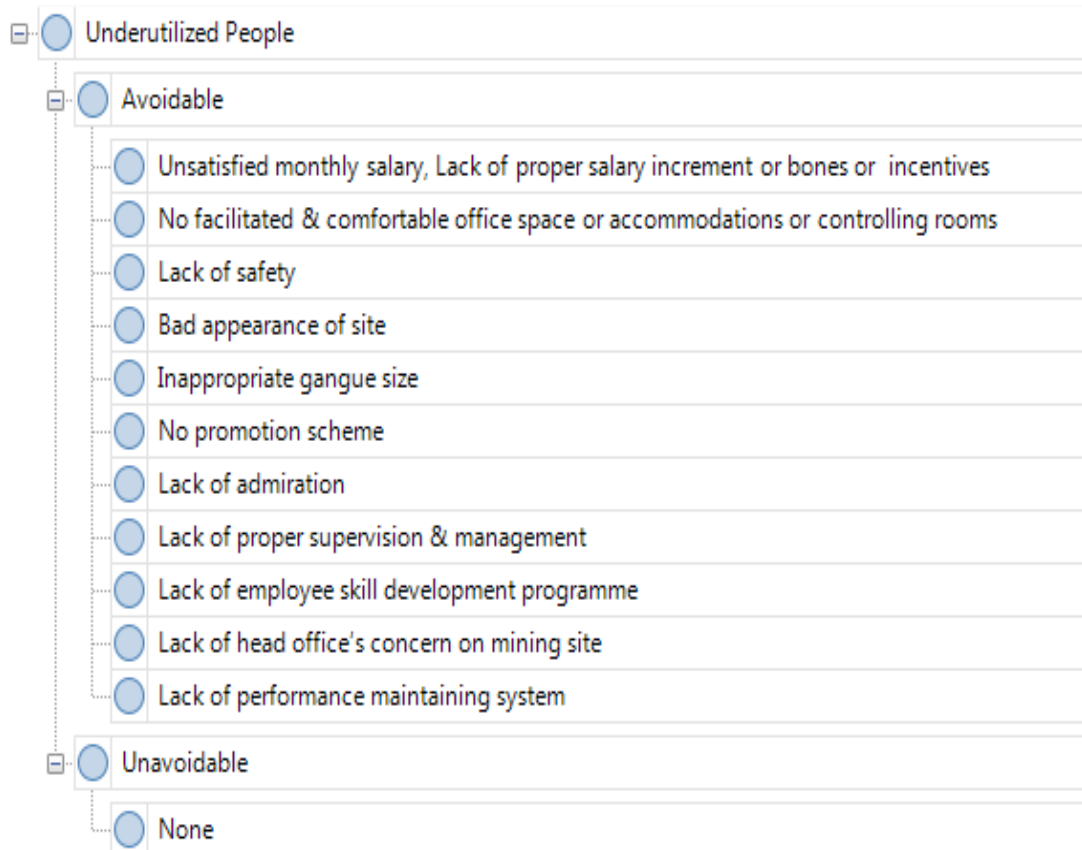 Underutilized People
Avoidable
Unsatisfied monthly salary, Lack of proper salary increment or bones or  incentives
No facilitated & comfortable office space or accommodations or controlling rooms
Lack of safety
Bad appearance of site
Inappropriate gangue size
No promotion scheme
Lack of admiration
Lack of proper supervision & management
Lack of employee skill development programme
Lack of head office's concern on mining site
Lack of performance maintaining system
Unavoidable
None